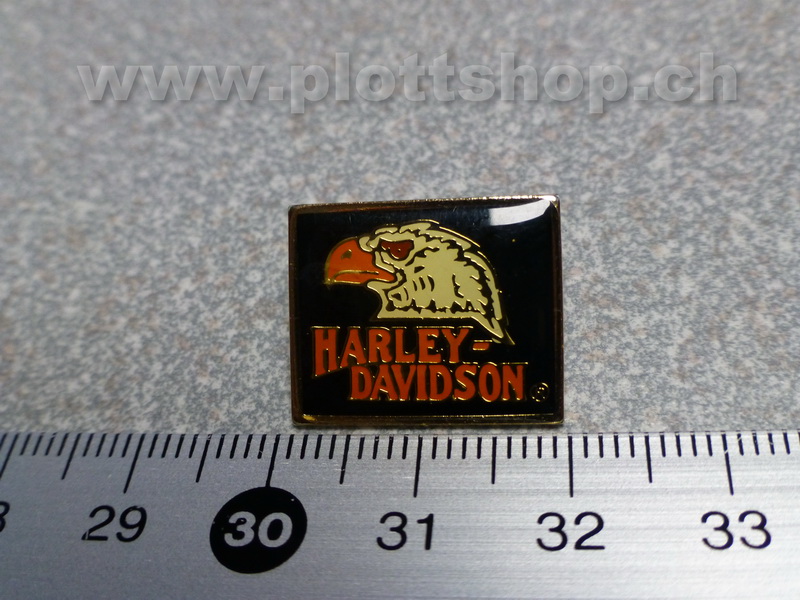 www.plottshop.ch
HARLEY-
DAVIDSON ®
29 30 31 32 33